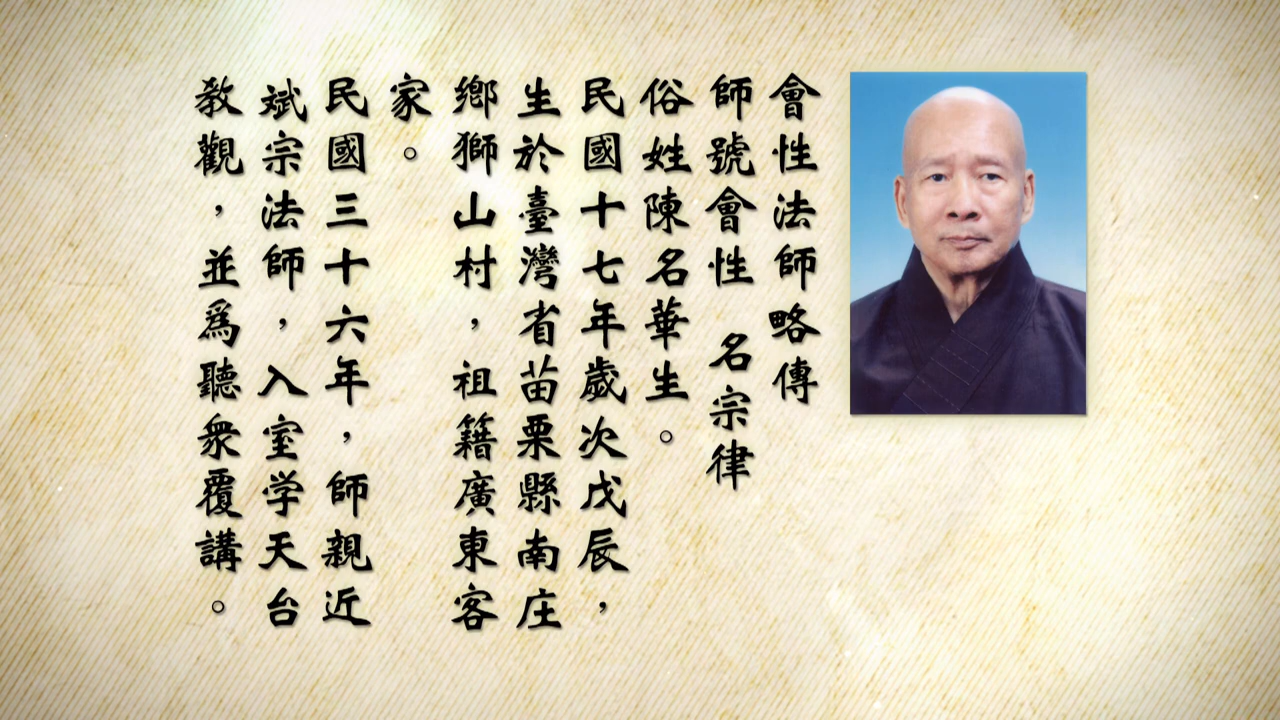 會性法師略傳
師號會性 名宗律
俗姓陳名華生。
民國十七年歲次戊辰，
生於臺灣省苗栗縣南庄
鄉獅山村，祖籍廣東客
家。
民國三十六年，師親近
斌宗法師，入室学天台
教觀，並為聽衆覆講。